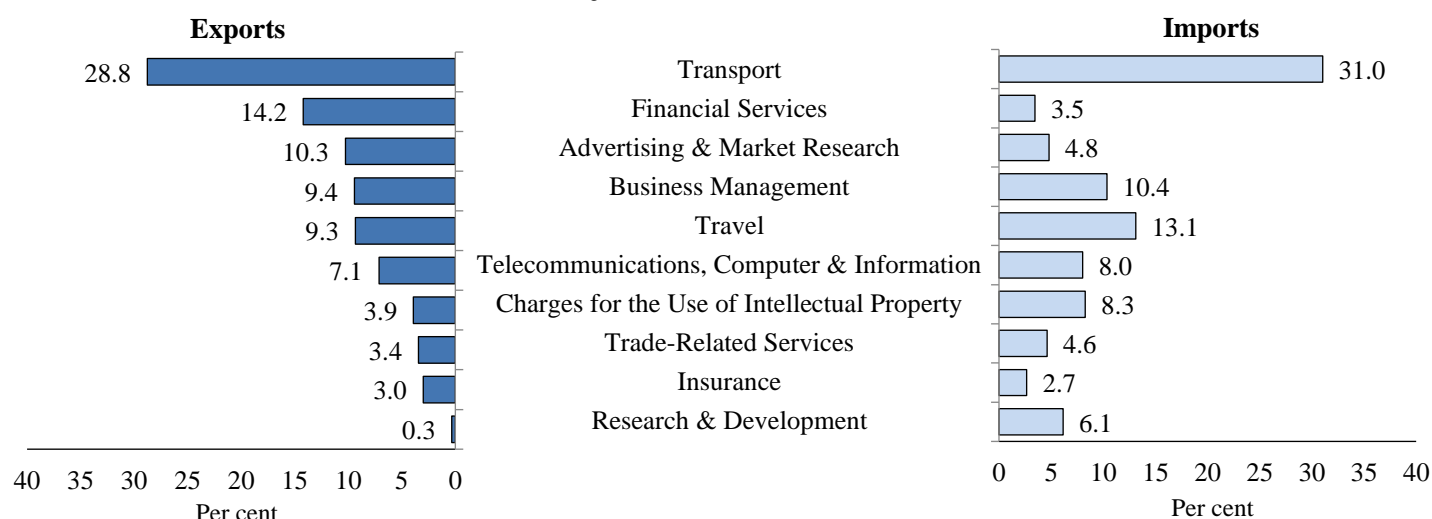 Exports
Imports
28.8 Transport 31.0
14.2 Financial Services 3.5
10.3 Advertising & Market Research 4.8
9.4 Business Management 10.4
9.3 Travel 13.1
7.1 Telecommunications, Computer & Information 8.0
3.9 Charges for the Use of Intellectual Property 8.3
3.4 Trade-Related Services 4.6
3.0 Insurance 2.7
0.3 Research & Development 6.1
40 35 30 25 20 15 10 5 0
0 5 10 15 20 25 30 35 40
Per cent
Per cent